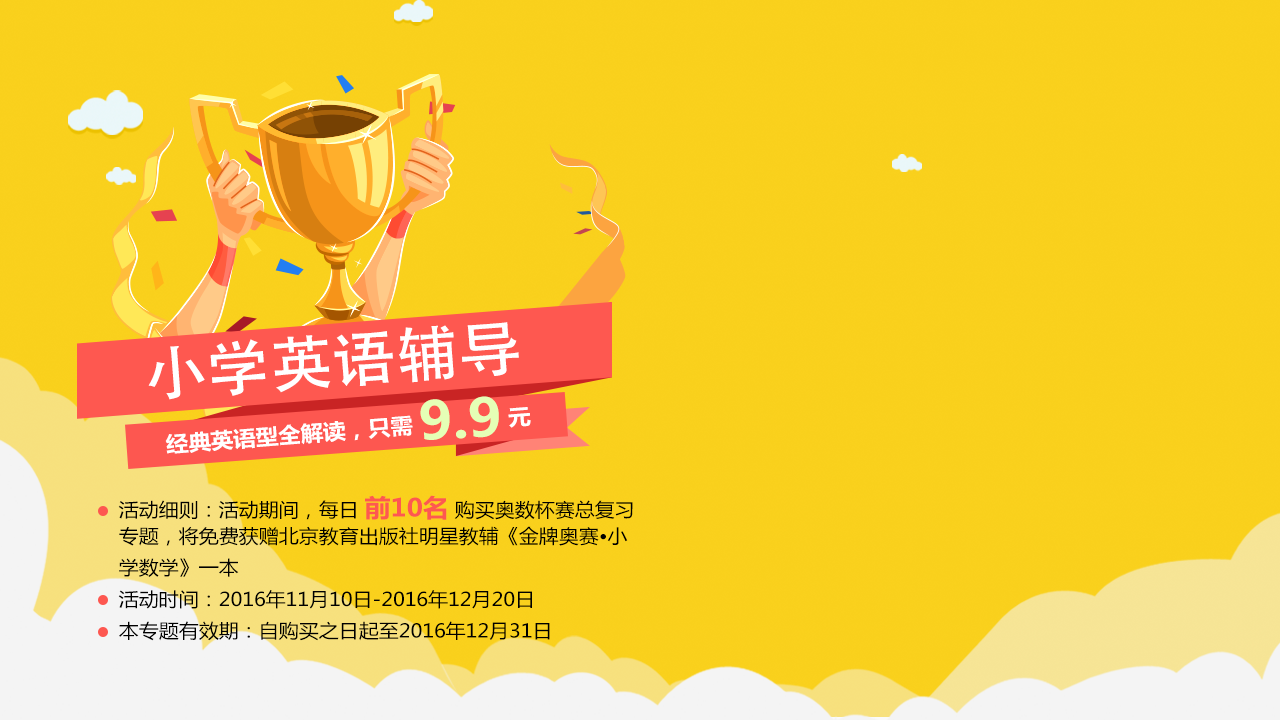 小学英语辅导
经典英语型全解读，只需 9.9 元
活动细则：活动期间，每日 前10名 购买奥数杯赛总复习
专题，将免费获赠北京教育出版社明星教辅《金牌奥赛•小
学数学》一本
活动时间：2016年11月10日-2016年12月20日
本专题有效期：自购买之日起至2016年12月31日